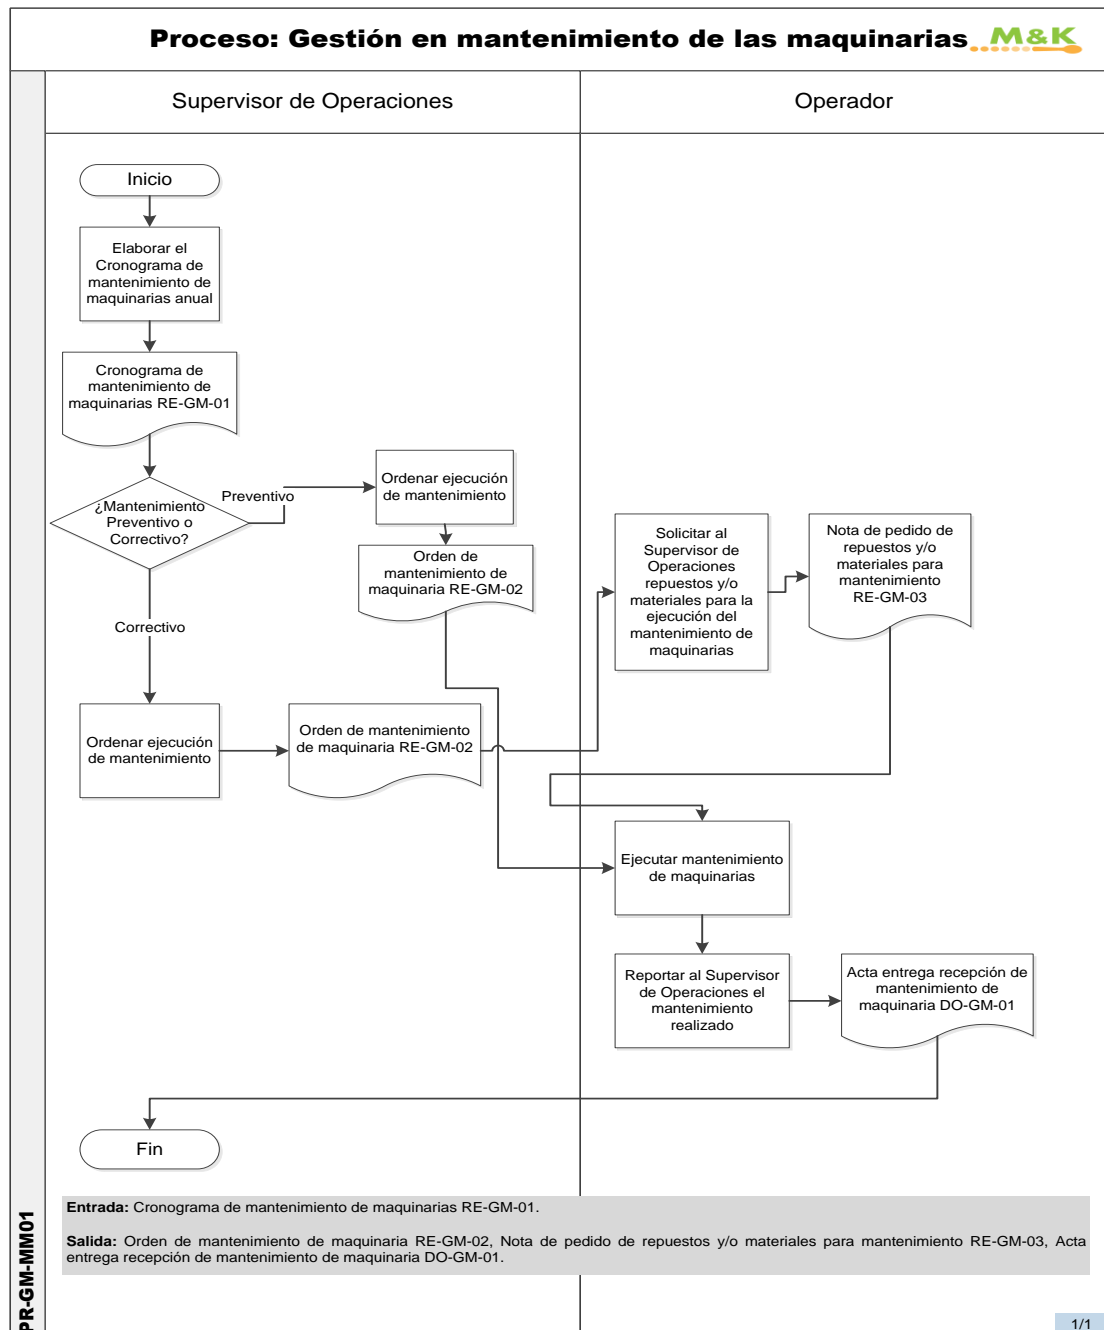 Proceso: Gestión en mantenimiento de las maquinarias
M&K
Supervisor de Operaciones
Operador
Inicio
Elaborar el
Cronograma de
mantenimiento de
maquinarias anual
Cronograma de
mantenimiento de
maquinarias RE-GM-01
¿Mantenimiento
Preventivo o
Correctivo?
Preventivo
Ordenar ejecución
de mantenimiento
Orden de
mantenimiento de
maquinaria RE-GM-02
Correctivo
Ordenar ejecución
de mantenimiento
Orden de mantenimiento
de maquinaria RE-GM-02
Solicitar al
Supervisor de
Operaciones
repuestos y/o
materiales para la
ejecución del
mantenimiento de
maquinarias
Nota de pedido de
repuestos y/o
materiales para
mantenimiento
RE-GM-03
Ejecutar mantenimiento
de maquinarias
Reportar al Supervisor
de Operaciones el
mantenimiento
realizado
Acta entrega recepción de
mantenimiento de
maquinaria DO-GM-01
Fin
Entrada: Cronograma de mantenimiento de maquinarias RE-GM-01.
Salida: Orden de mantenimiento de maquinaria RE-GM-02, Nota de pedido de repuestos y/o materiales para mantenimiento RE-GM-03, Acta
entrega recepción de mantenimiento de maquinaria DO-GM-01.
PR-GM-MM01
1/1